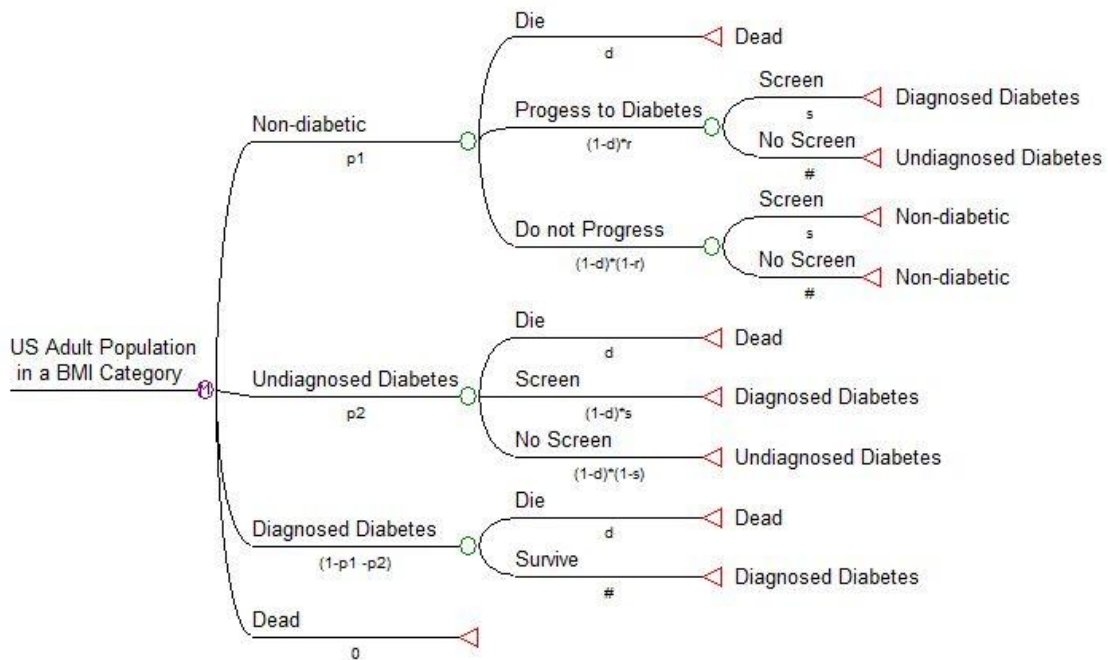 Die
d
Dead
Screen
s
Diagnosed Diabetes
Non-diabetic
p1
Progess to Diabetes
(1-d)*r
No Screen
#
Undiagnosed Diabetes
Screen
s
Non-diabetic
Do not Progress
(1-d)*(1-r)
No Screen
#
Non-diabetic
US Adult Population
in a BMI Category
M
Die
d
Dead
Undiagnosed Diabetes
p2
Screen
(1-d)*s
Diagnosed Diabetes
No Screen
(1-d)*(1-s)
Undiagnosed Diabetes
Die
d
Dead
Diagnosed Diabetes
(1-p1 -p2)
Survive
#
Diagnosed Diabetes
Dead
0